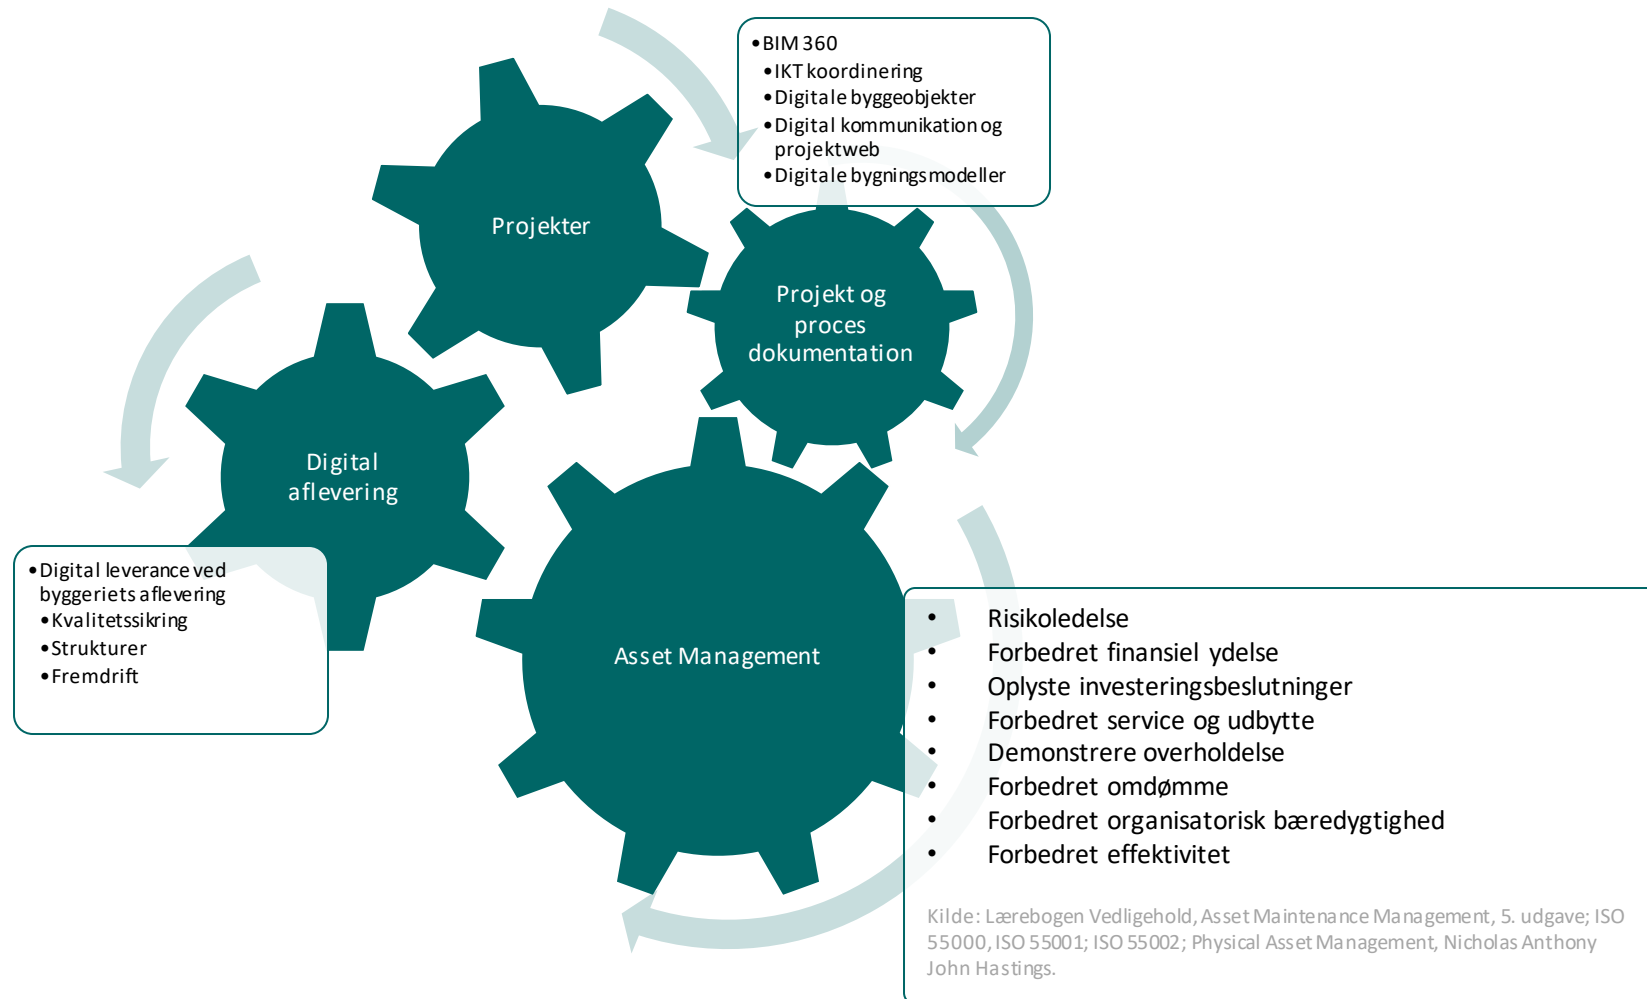 •BIM 360
•IKT koordinering
•Digitale byggeobjekter
•Digital kommunikation og
projektweb
•Digitale bygningsmodeller
Projekter
Projekt og
proces
dokumentation
Digital
aflevering
•Digital leverance ved
byggeriets aflevering
•Kvalitetssikring
•Strukturer
•Fremdrift
Asset Management
• Risikoledelse
• Forbedret finansiel ydelse
• Oplyste investeringsbeslutninger
• Forbedret service og udbytte
• Demonstrere overholdelse
• Forbedret omdømme
• Forbedret organisatorisk bæredygtighed
• Forbedret effektivitet
Kilde: Lærebogen Vedligehold, Asset Maintenance Management, 5. udgave; ISO
55000, ISO 55001; ISO 55002; Physical Asset Management, Nicholas Anthony
John Hastings.